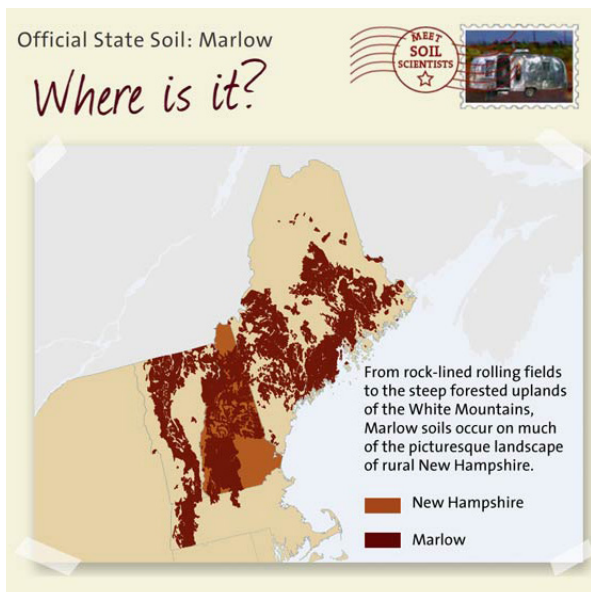 Official State Soil: Marlow
MEET
SOIL
SCIENTISTS
Where is it?
From rock-lined rolling fields
to the steep forested uplands
of the White Mountains,
Marlow soils occur on much
of the picturesque landscape
of rural New Hampshire.
New Hampshire
Marlow